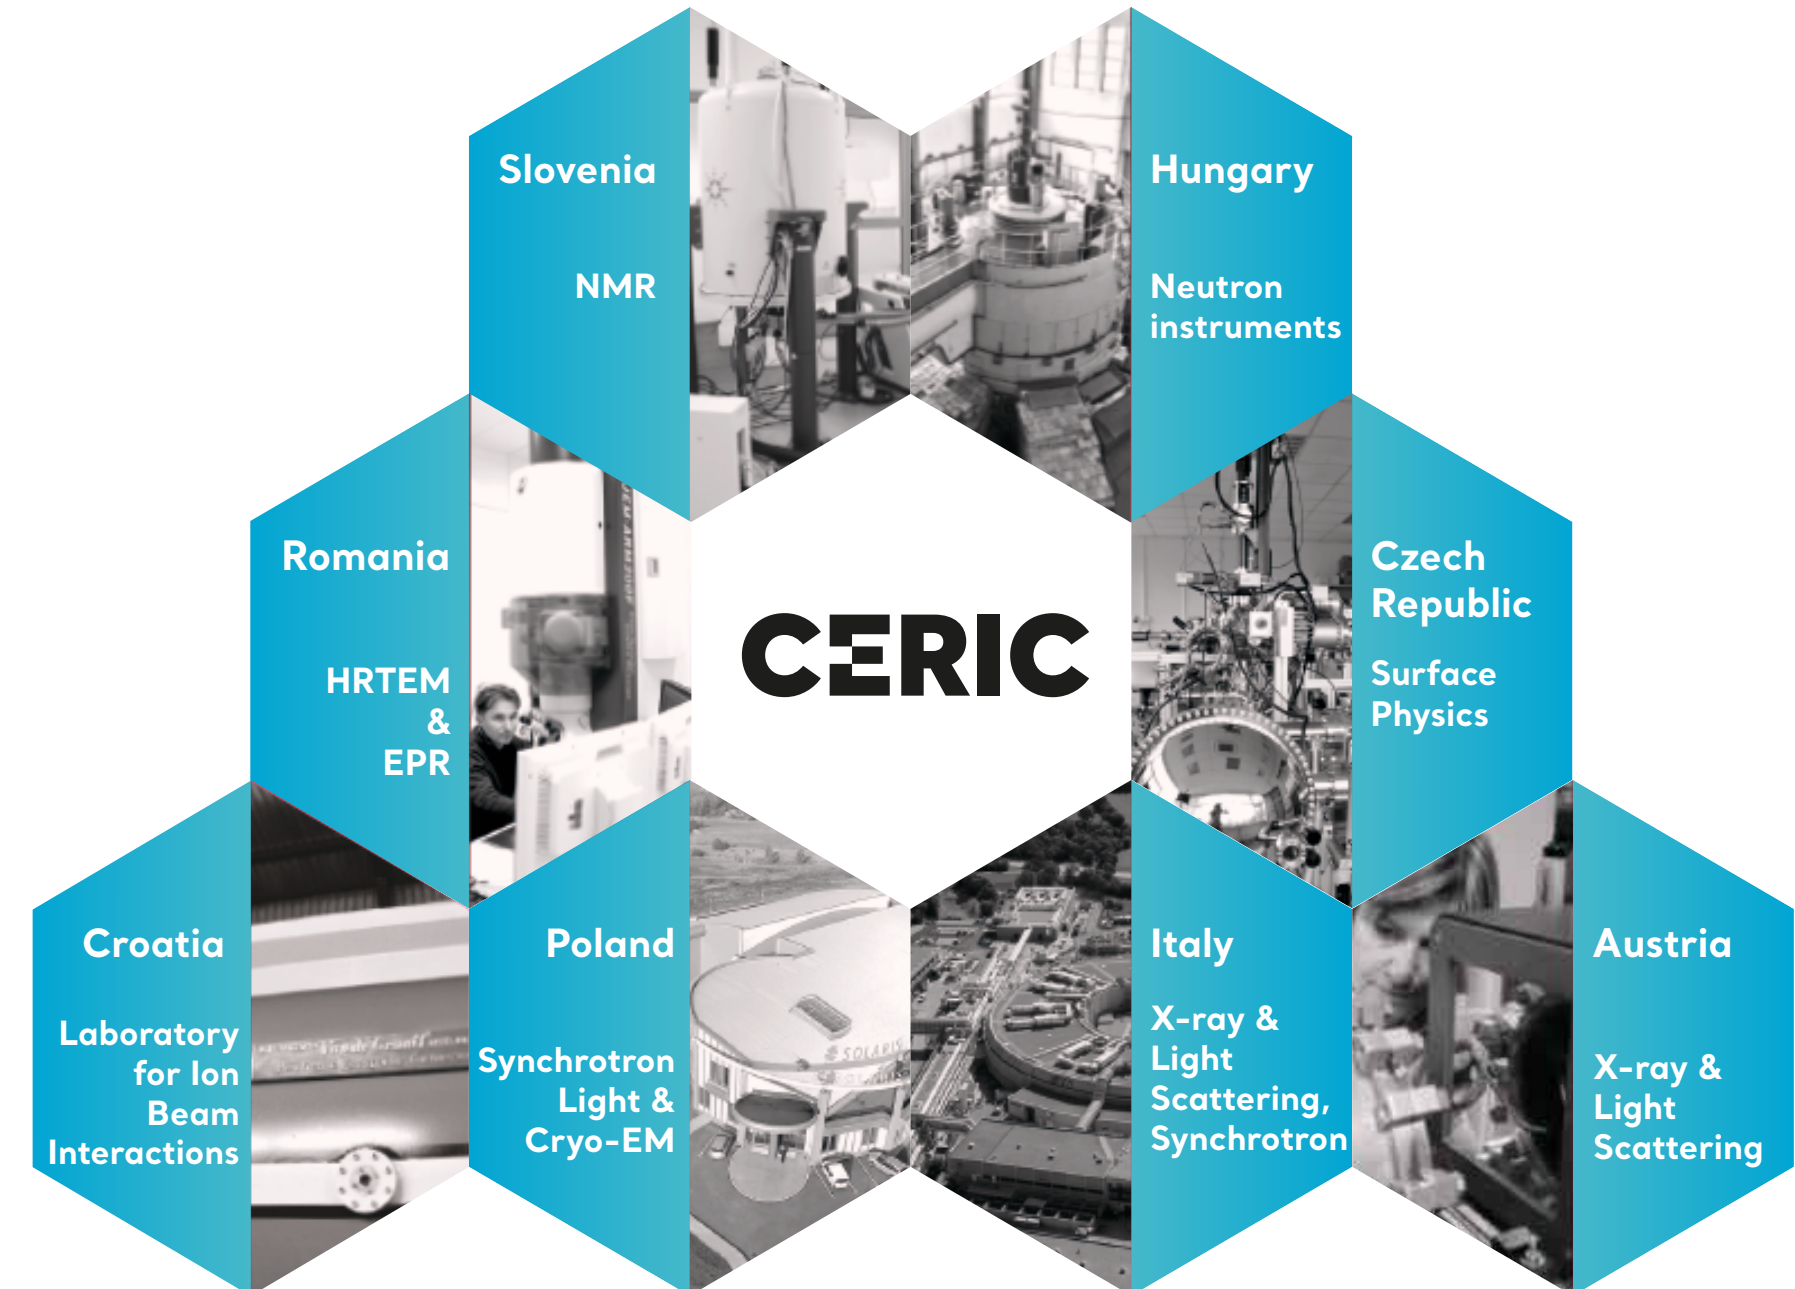 Slovenia
NMR
Hungary
Neutron
instruments
Romania
HRTEM
&
EPR
CERIC
Czech
Republic
Surface
Physics
Croatia
Laboratory
for Ion
Beam
Interactions
Poland
Synchrotron
Light &
Cryo-EM
SOLARIS
Italy
X-ray &
Light
Scattering,
Synchrotron
Austria
X-ray &
Light
Scattering